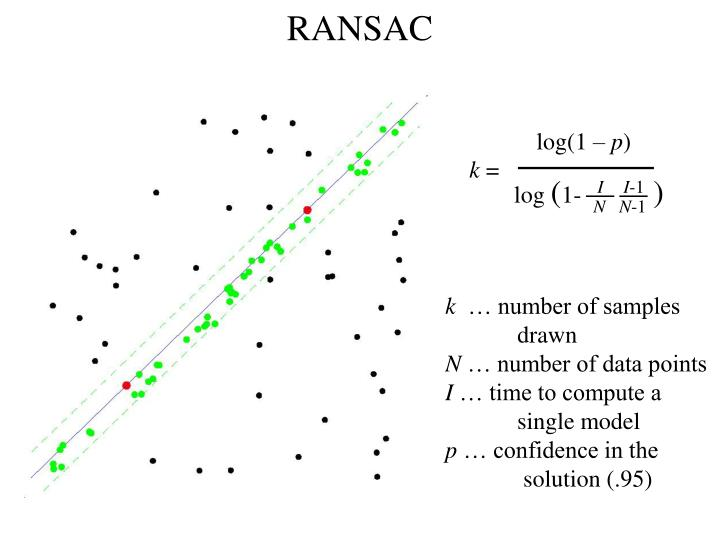 RANSAC
log(1 – p)
k =
log (1- I I-1 )
N N-1
k … number of samples
drawn
N … number of data points
I … time to compute a
single model
p … confidence in the
solution (.95)